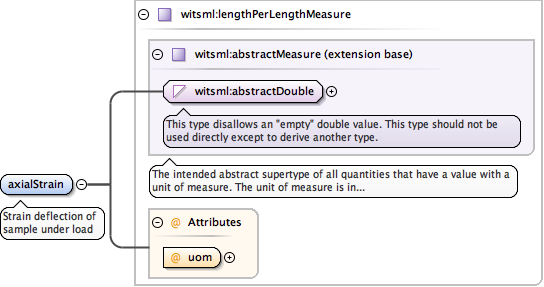 witsml:lengthPerLengthMeasure
witsml:abstractMeasure (extension base)
witsml:abstractDouble
This type disallows an "empty" double value. This type should not be
used directly except to derive another type.
The intended abstract supertype of all quantities that have a value with a
unit of measure. The unit of measure is in...
axialStrain
Strain deflection of
sample under load
@ Attributes
@ uom